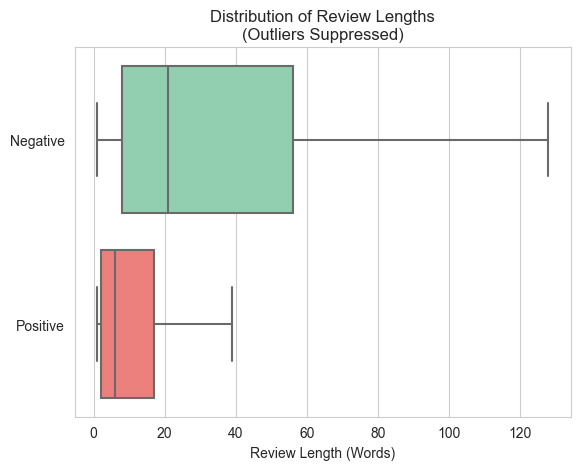 Distribution of Review Lengths
(Outliers Suppressed)
Negative
Positive
0 20 40 60 80 100 120
Review Length (Words)